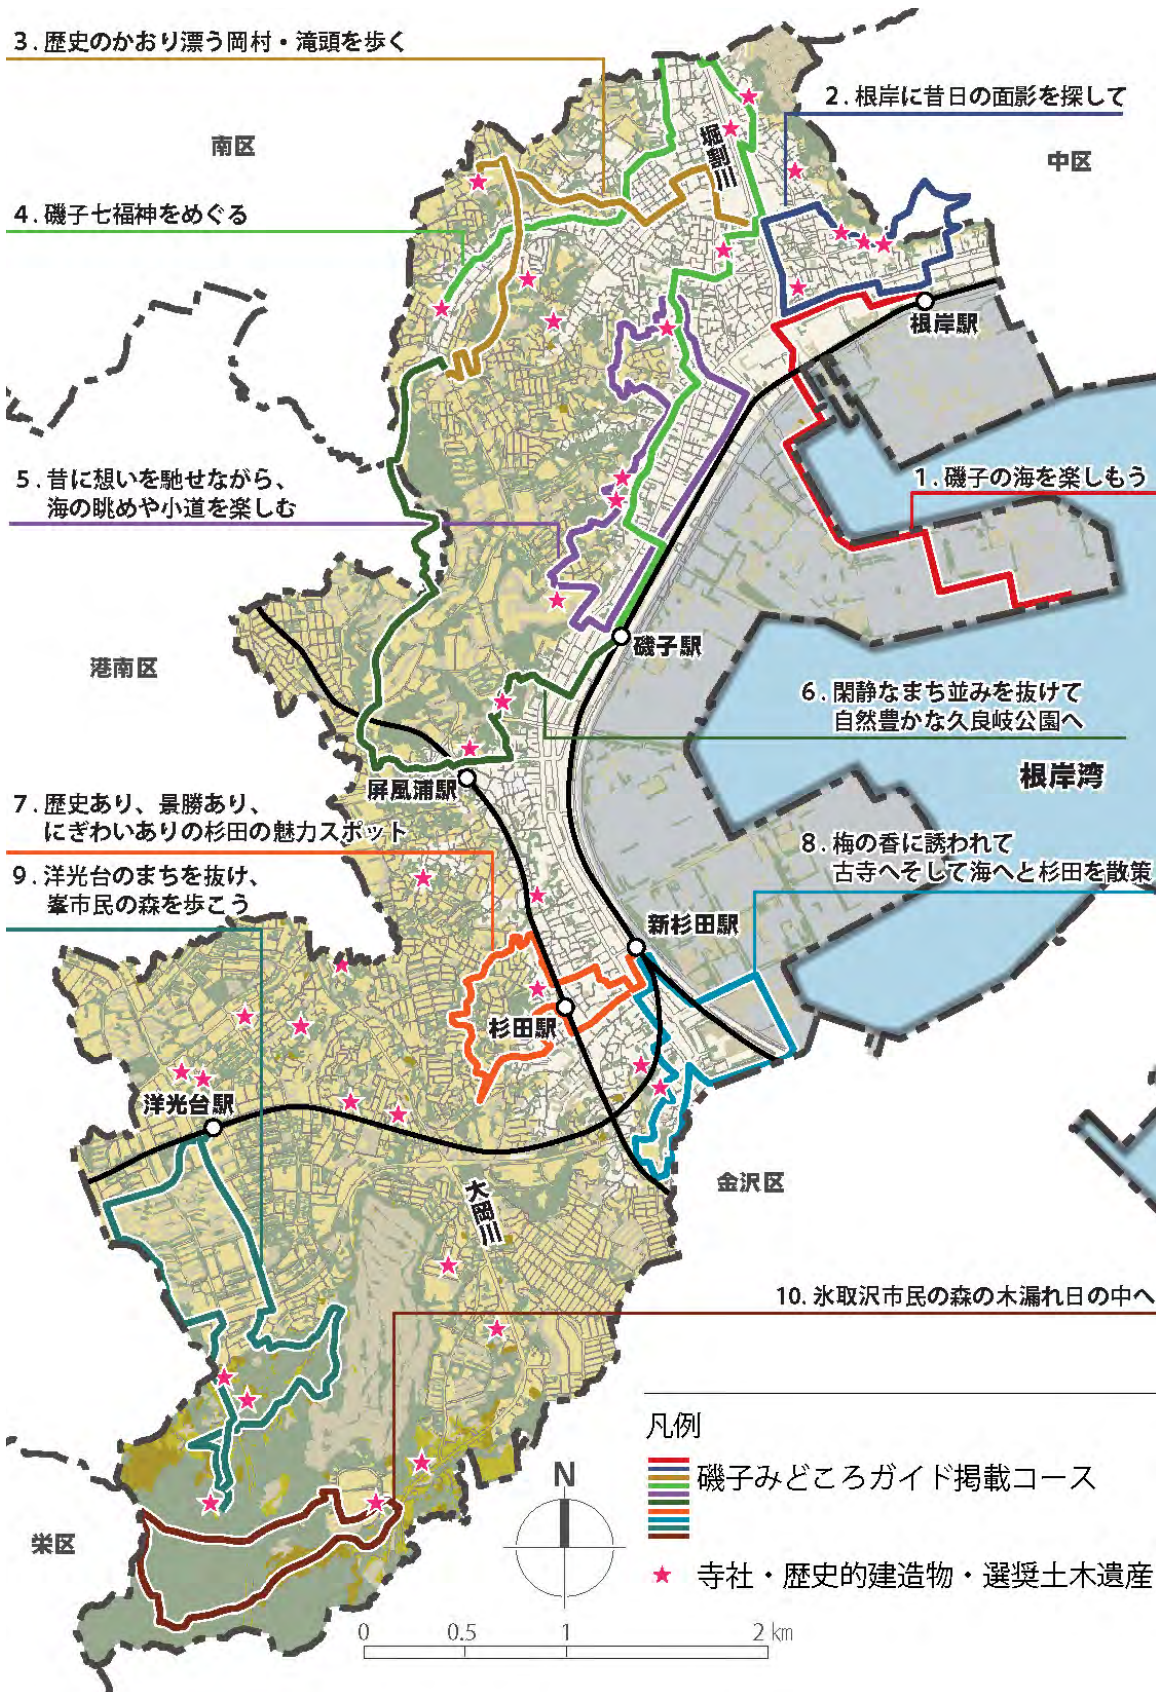 3. 歴史のかおり漂う岡村・滝頭を歩く
2. 根岸に昔日の面影を探して
堀割川
南区
中区
4. 磯子七福神をめぐる
根岸駅
5. 昔に想いを馳せながら、
海の眺めや小道を楽しむ
1. 磯子の海を楽しもう
磯子駅
港南区
6. 閑静なまち並みを抜けて
自然豊かな久良岐公園へ
根岸湾
屏風浦駅
7. 歴史あり、景勝あり、
にぎわいありの杉田の魅力スポット
8. 梅の香に誘われて
古寺へそして海へと杉田を散策
9. 洋光台のまちを抜け、
峯市民の森を歩こう
新杉田駅
杉田駅
洋光台駅
金沢区
大岡川
10. 氷取沢市民の森の木漏れ日の中へ
凡例
磯子みどころガイド掲載コース
N
栄区
寺社・歴史的建造物・選奨土木遺産
0 0.5 1 2 km